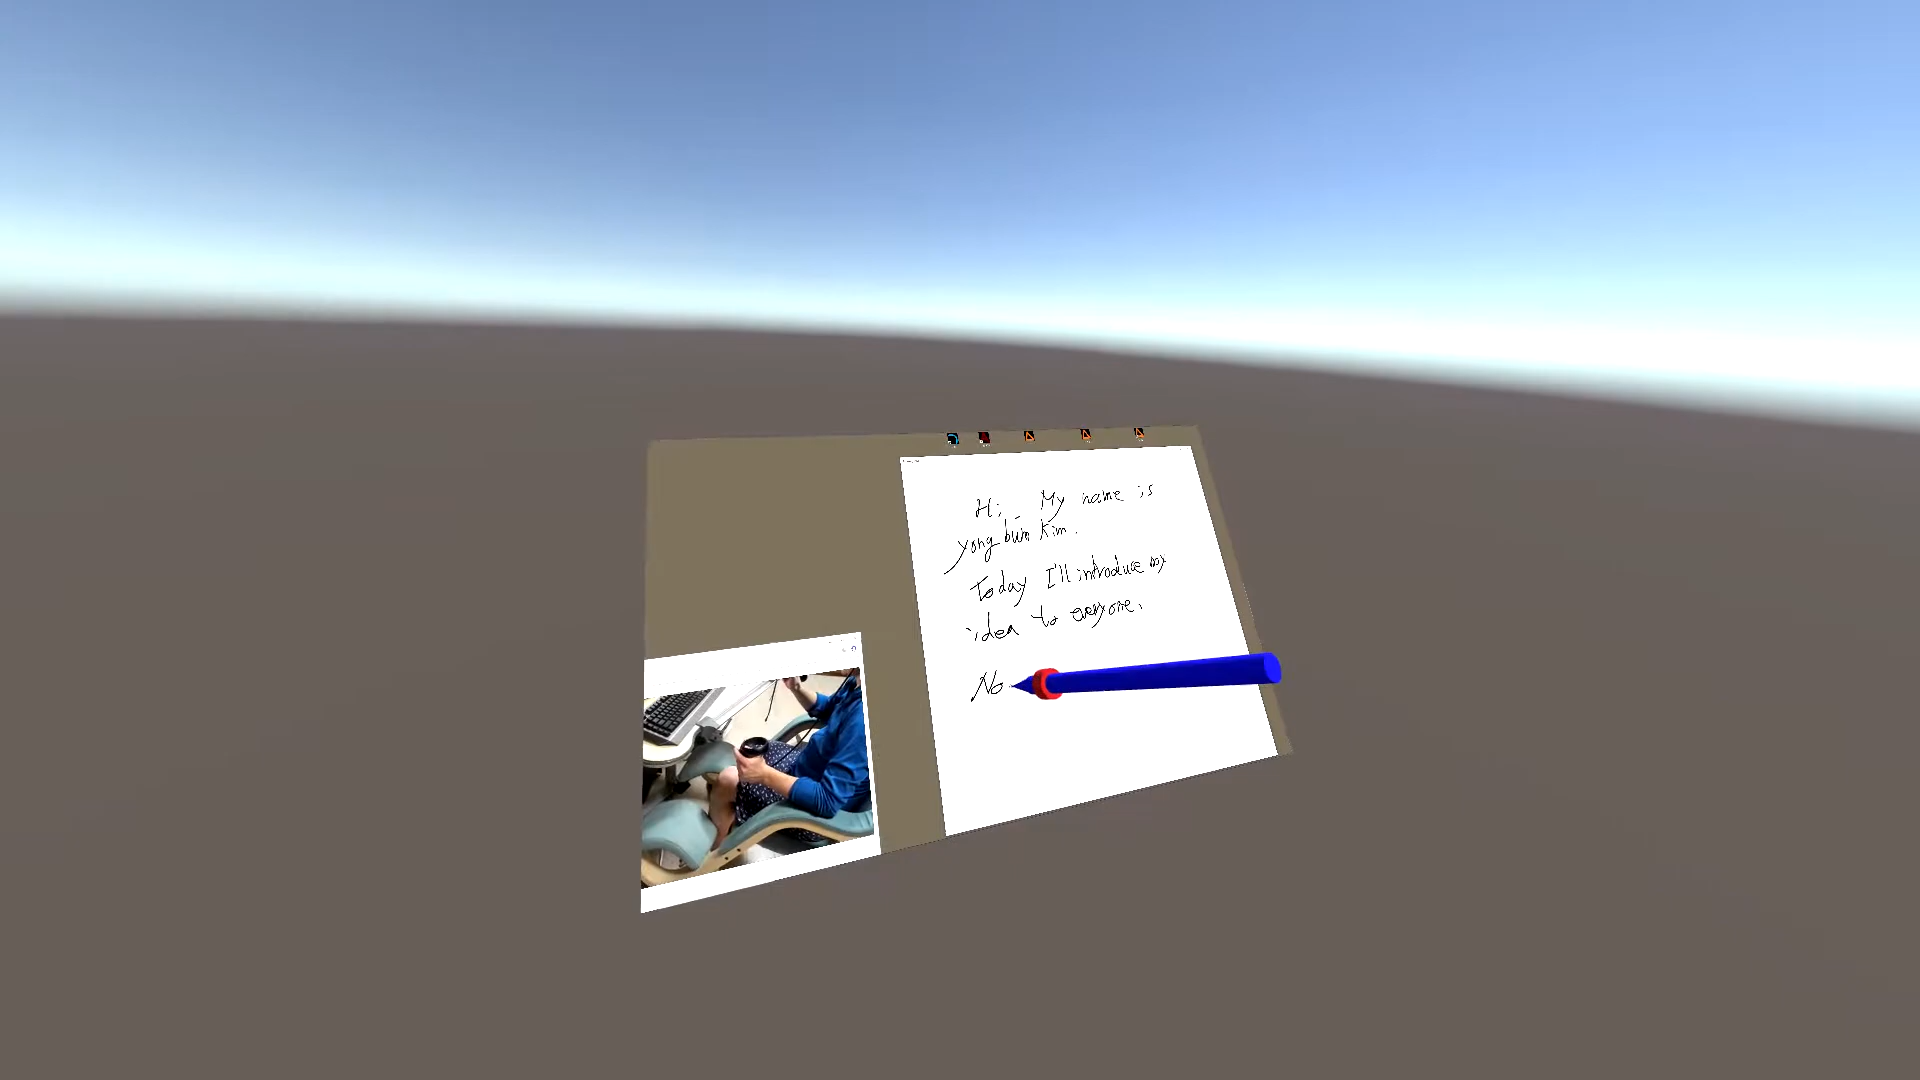 Hi, My name is
yong bum kim.
Today I'll introduce my
idea to everyone.
No